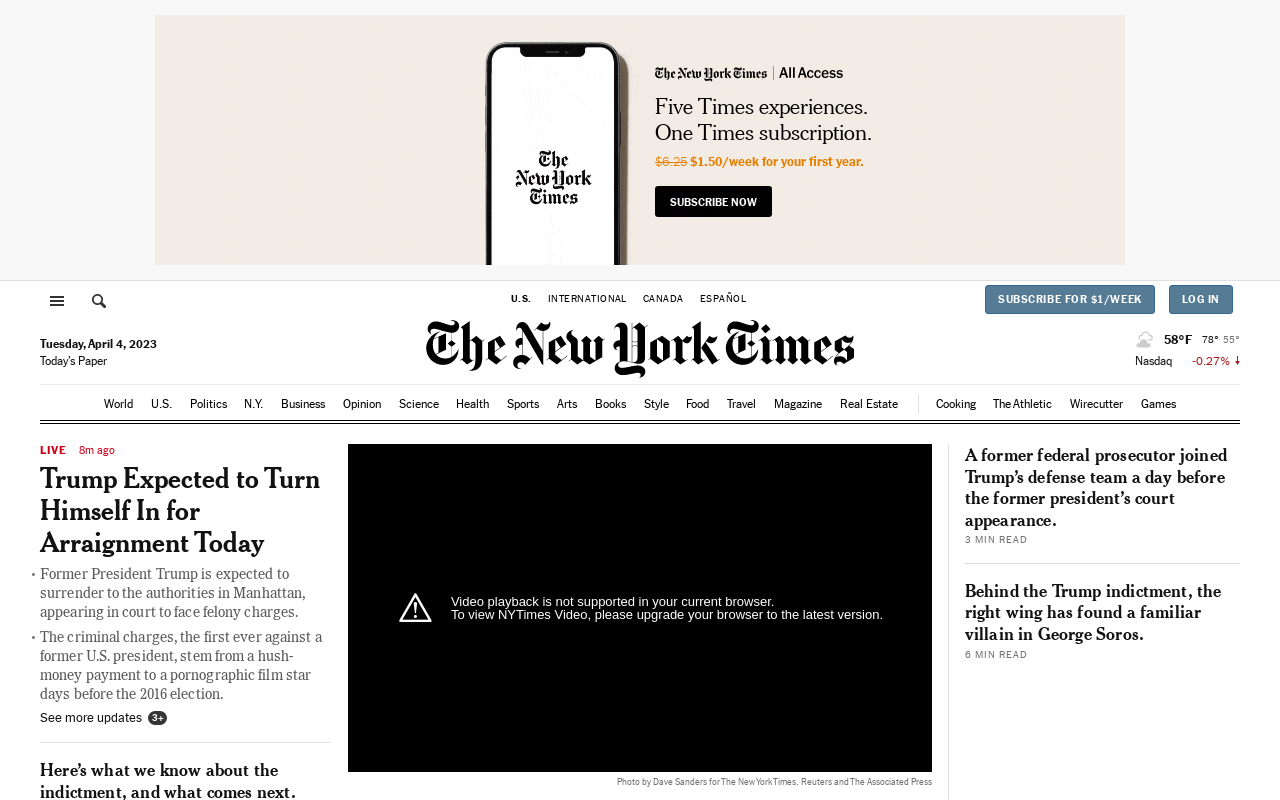 The New York Times
The New York Times | All Access
Five Times experiences.
One Times subscription.
$6.25 $1.50/week for your first year.
SUBSCRIBE NOW
U.S. INTERNATIONAL CANADA ESPAÑOL
SUBSCRIBE FOR $1/WEEK LOG IN
Tuesday, April 4, 2023
Today's Paper
The New York Times
58°F 78° 55°
Nasdaq -0.27%
World U.S. Politics N.Y. Business Opinion Science Health Sports Arts Books Style Food Travel Magazine Real Estate Cooking The Athletic Wirecutter Games
LIVE 8m ago
Trump Expected to Turn
Himself In for
Arraignment Today
• Former President Trump is expected to
surrender to the authorities in Manhattan,
appearing in court to face felony charges.
• The criminal charges, the first ever against a
former U.S. president, stem from a hush-
money payment to a pornographic film star
days before the 2016 election.
See more updates 3+
Here's what we know about the
indictment, and what comes next.
Video playback is not supported in your current browser.
To view NYTimes Video, please upgrade your browser to the latest version.
Photo by Dave Sanders for The New York Times, Reuters and The Associated Press
A former federal prosecutor joined
Trump's defense team a day before
the former president's court
appearance.
3 MIN READ
Behind the Trump indictment, the
right wing has found a familiar
villain in George Soros.
6 MIN READ